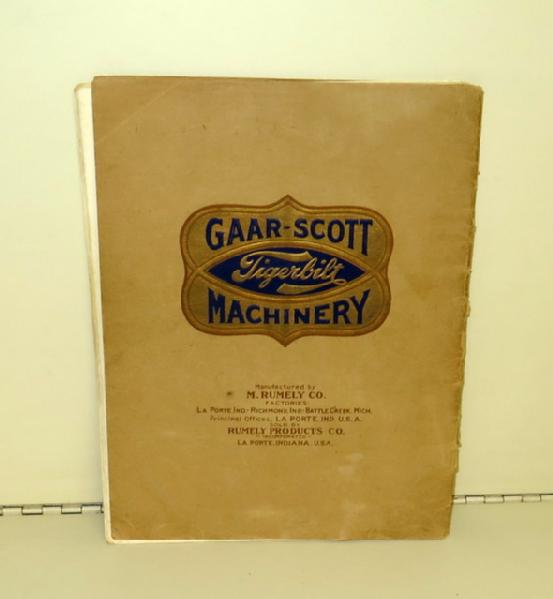 GAAR-SCOTT
Tigerbilt
MACHINERY
Manufactured by
M. RUMELY CO.
FACTORIES
LA PORTE, IND.- RICHMOND, IND.- BATTLE CREEK, MICH.
Principal Offices, LA PORTE, IND. U.S.A.
SOLD BY
RUMELY PRODUCTS CO.
INCORPORATED
LA PORTE, INDIANA, U.S.A.